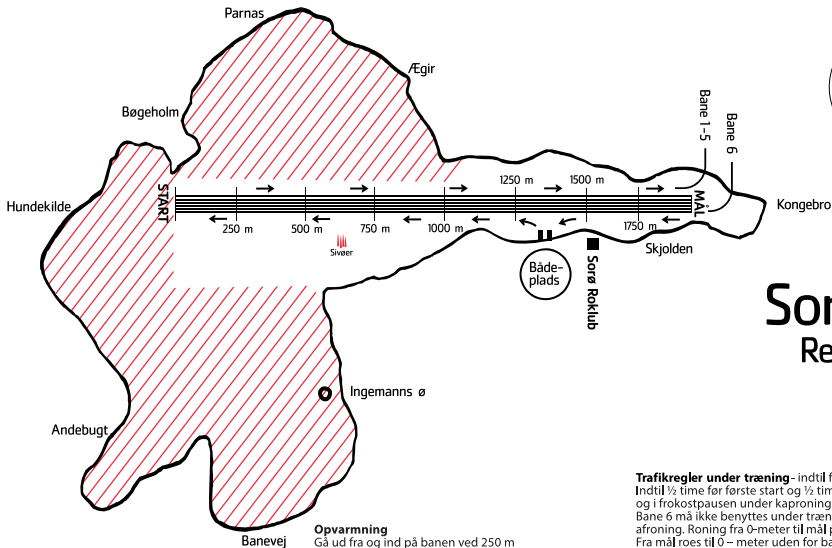 Parnas
Ægir
Bøgeholm
Bane 1-5
Bane 6
Hundekilde
START
1250 m
1500 m
MÅL
Kongebro
250 m
500 m
750 m
1000 m
1750 m
Sivøer
Skjolden
Både-
plads
Sorø Roklub
Sor
Re
Ingemanns ø
Andebugt
Trafikregler under træning - indtil f
Indtil ½ time før første start og ½ tim
og i frokostpausen under kaproning
Bane 6 må ikke benyttes under træn
afroning. Roning fra 0-meter til mål p
Fra mål roes til 0 – meter uden for ba
Opvarmning
Gå ud fra og ind på banen ved 250 m
Banevej